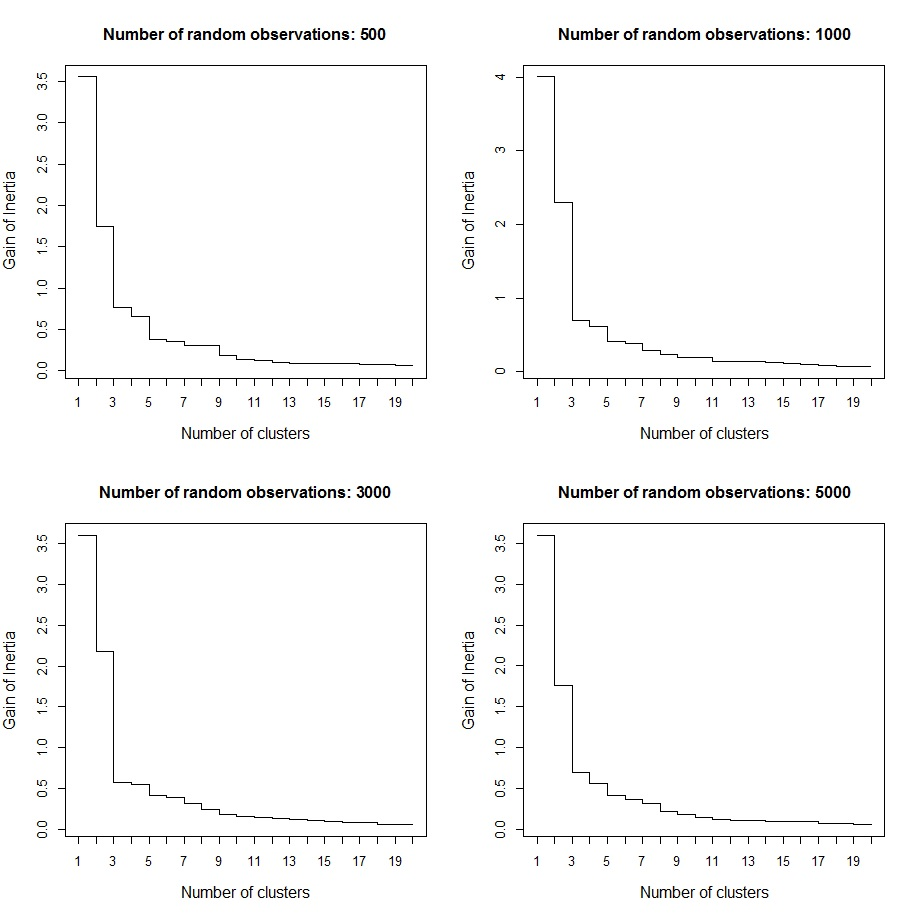 Number of random observations: 500
Gain of Inertia
3.5
3.0
2.5
2.0
1.5
1.0
0.5
0.0
1 3 5 7 9 11 13 15 17 19
Number of clusters
Number of random observations: 1000
Gain of Inertia
4
3
2
1
0
1 3 5 7 9 11 13 15 17 19
Number of clusters
Number of random observations: 3000
Gain of Inertia
3.5
3.0
2.5
2.0
1.5
1.0
0.5
0.0
1 3 5 7 9 11 13 15 17 19
Number of clusters
Number of random observations: 5000
Gain of Inertia
3.5
3.0
2.5
2.0
1.5
1.0
0.5
0.0
1 3 5 7 9 11 13 15 17 19
Number of clusters